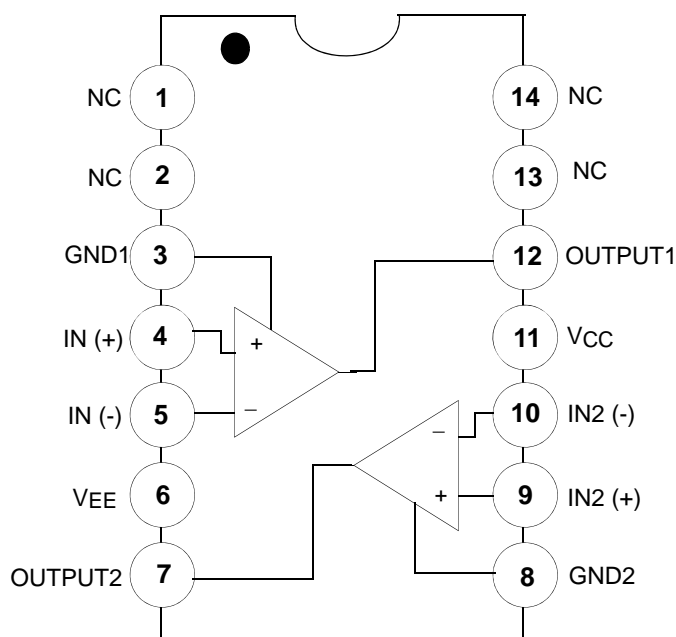 NC 1
NC 2
GND1 3
IN (+) 4
IN (-) 5
VEE 6
OUTPUT2 7
14 NC
13 NC
12 OUTPUT1
11 VCC
10 IN2 (-)
9 IN2 (+)
8 GND2
+
−
−
+